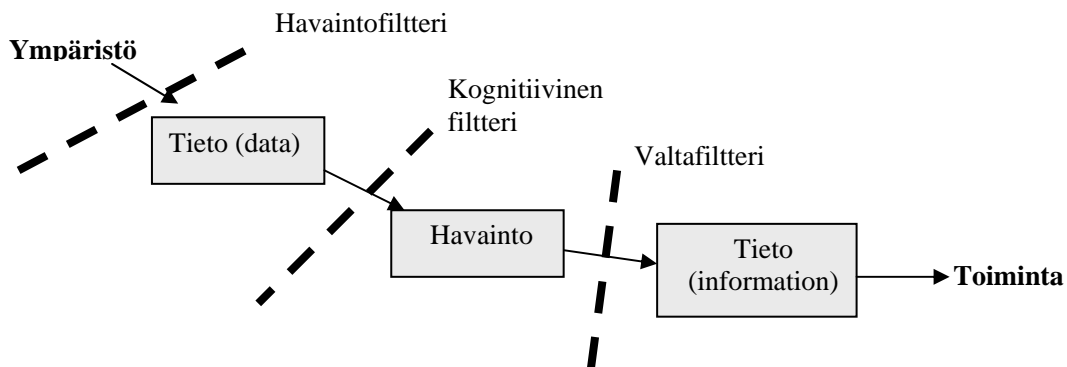 Havaintofiltteri
Ympäristö
Kognitiivinen
filtteri
Tieto (data)
Valtafiltteri
Havainto
Tieto
(information)
Toiminta